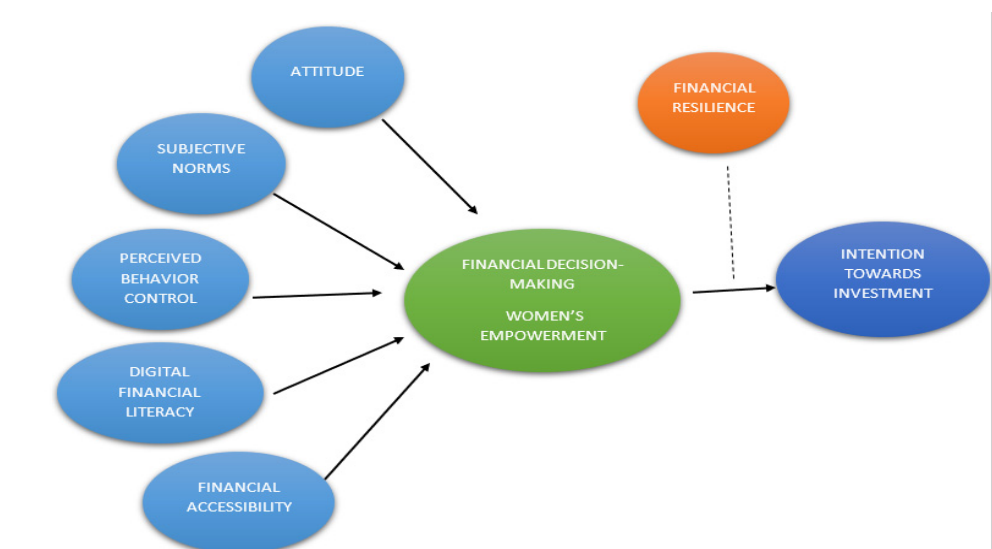 ATTITUDE
FINANCIAL
RESILIENCE
SUBJECTIVE
NORMS
PERCEIVED
BEHAVIOR
CONTROL
FINANCIAL DECISION-
MAKING
WOMEN'S
EMPOWERMENT
INTENTION
TOWARDS
INVESTMENT
DIGITAL
FINANCIAL
LITERACY
FINANCIAL
ACCESSIBILITY